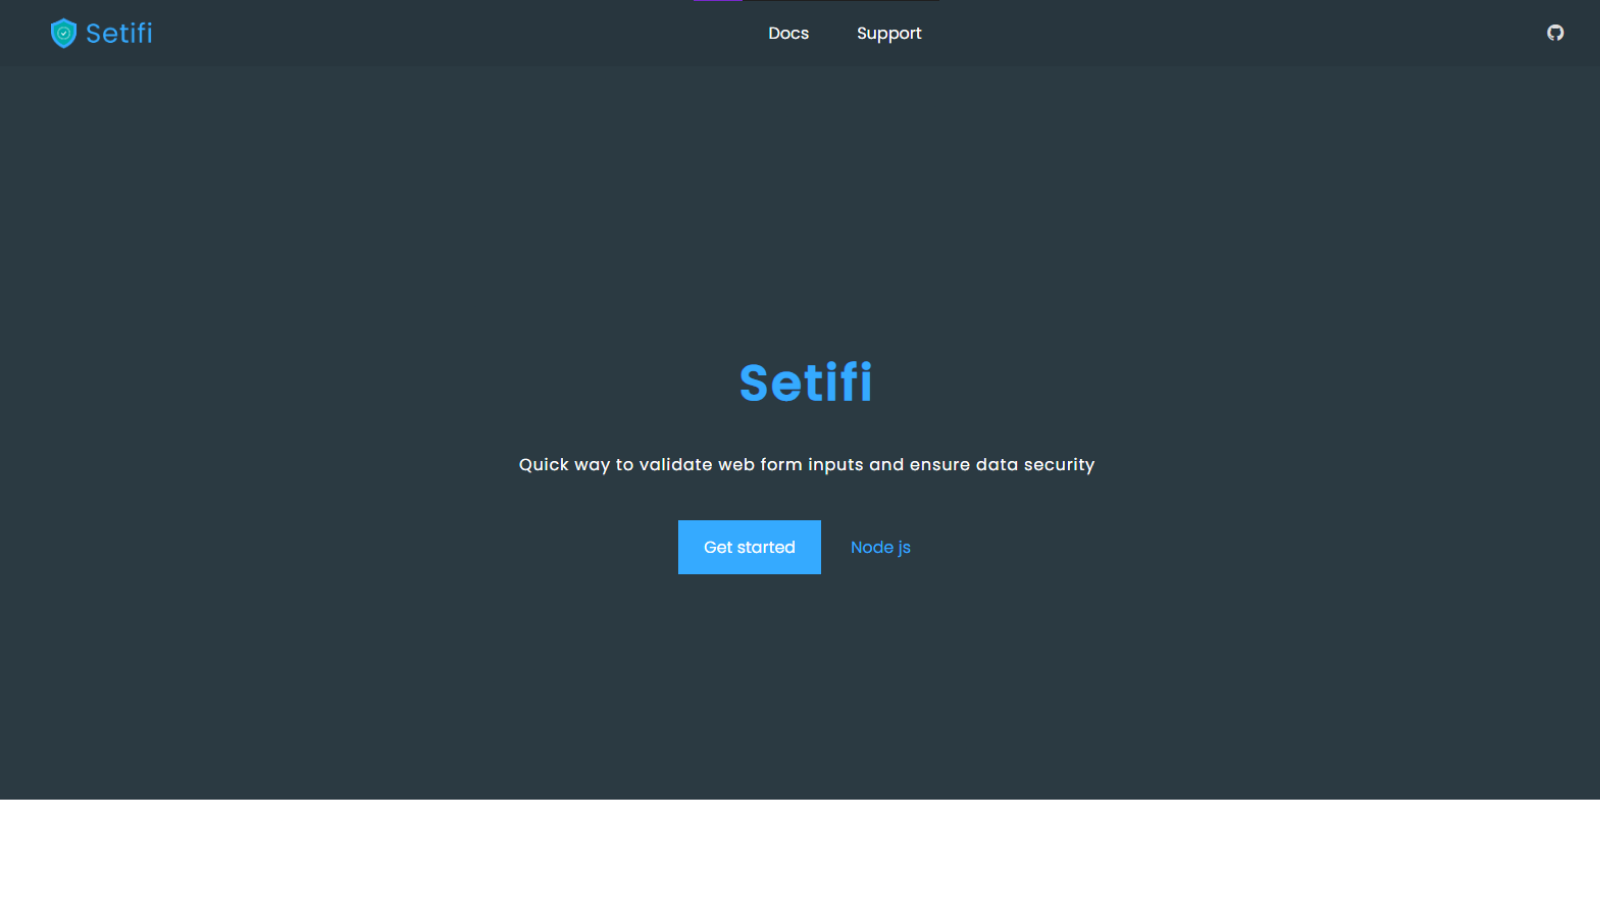 Setifi
Docs
Support
Setifi
Quick way to validate web form inputs and ensure data security
Get started
Node js